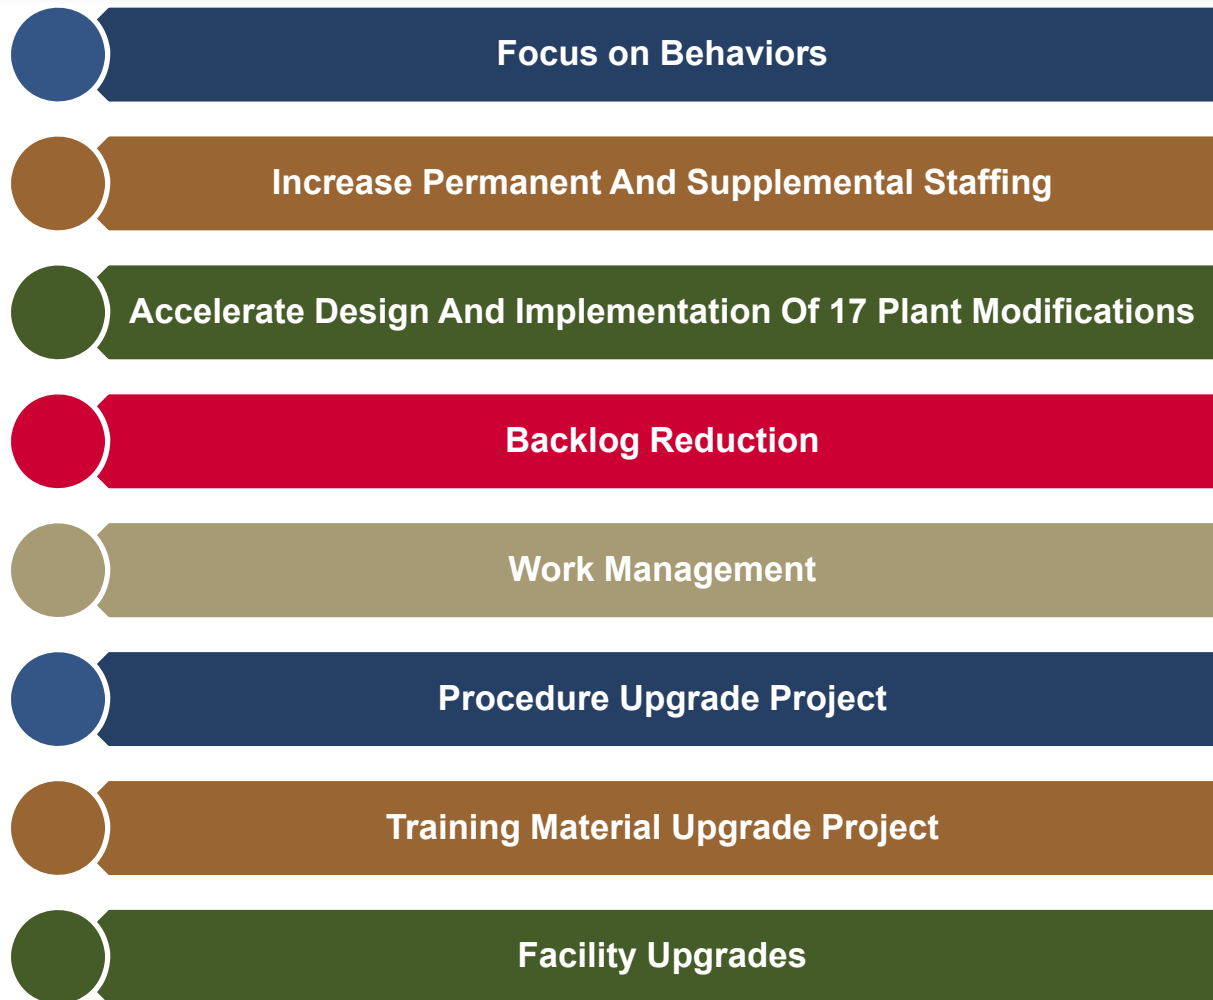 Focus on Behaviors
Increase Permanent And Supplemental Staffing
Accelerate Design And Implementation Of 17 Plant Modifications
Backlog Reduction
Work Management
Procedure Upgrade Project
Training Material Upgrade Project
Facility Upgrades